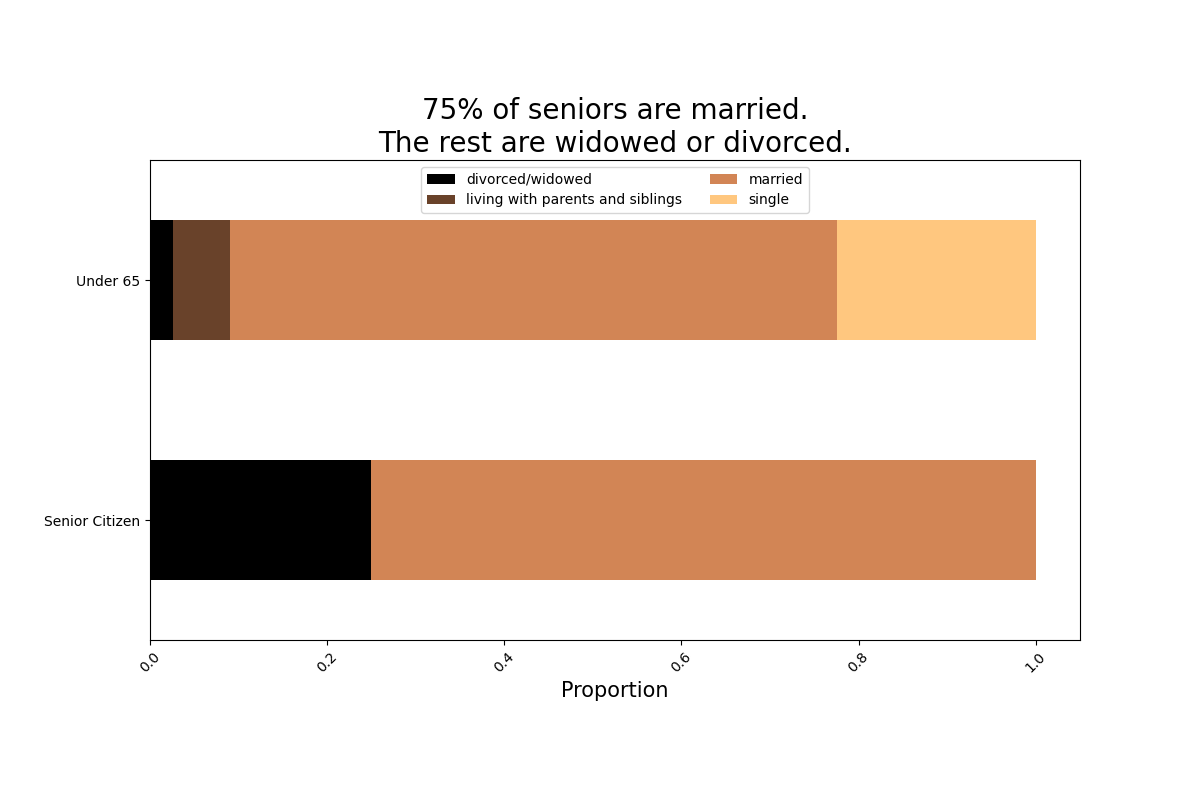 75% of seniors are married.
The rest are widowed or divorced.
divorced/widowed
living with parents and siblings
married
single
Under 65
Senior Citizen
0.0
0.2
0.4
0.6
0.8
1.0
Proportion